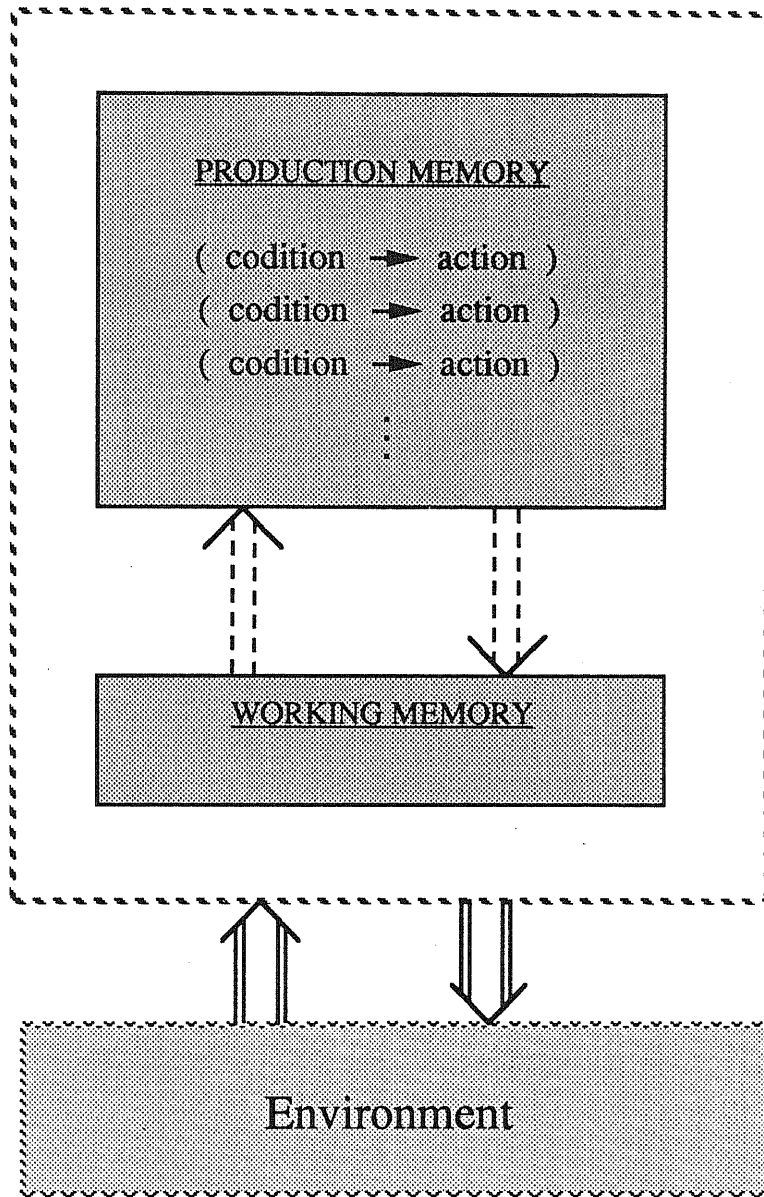 PRODUCTION MEMORY
( codition → action )
( codition → action )
( codition → action )
⋮
WORKING MEMORY
Environment